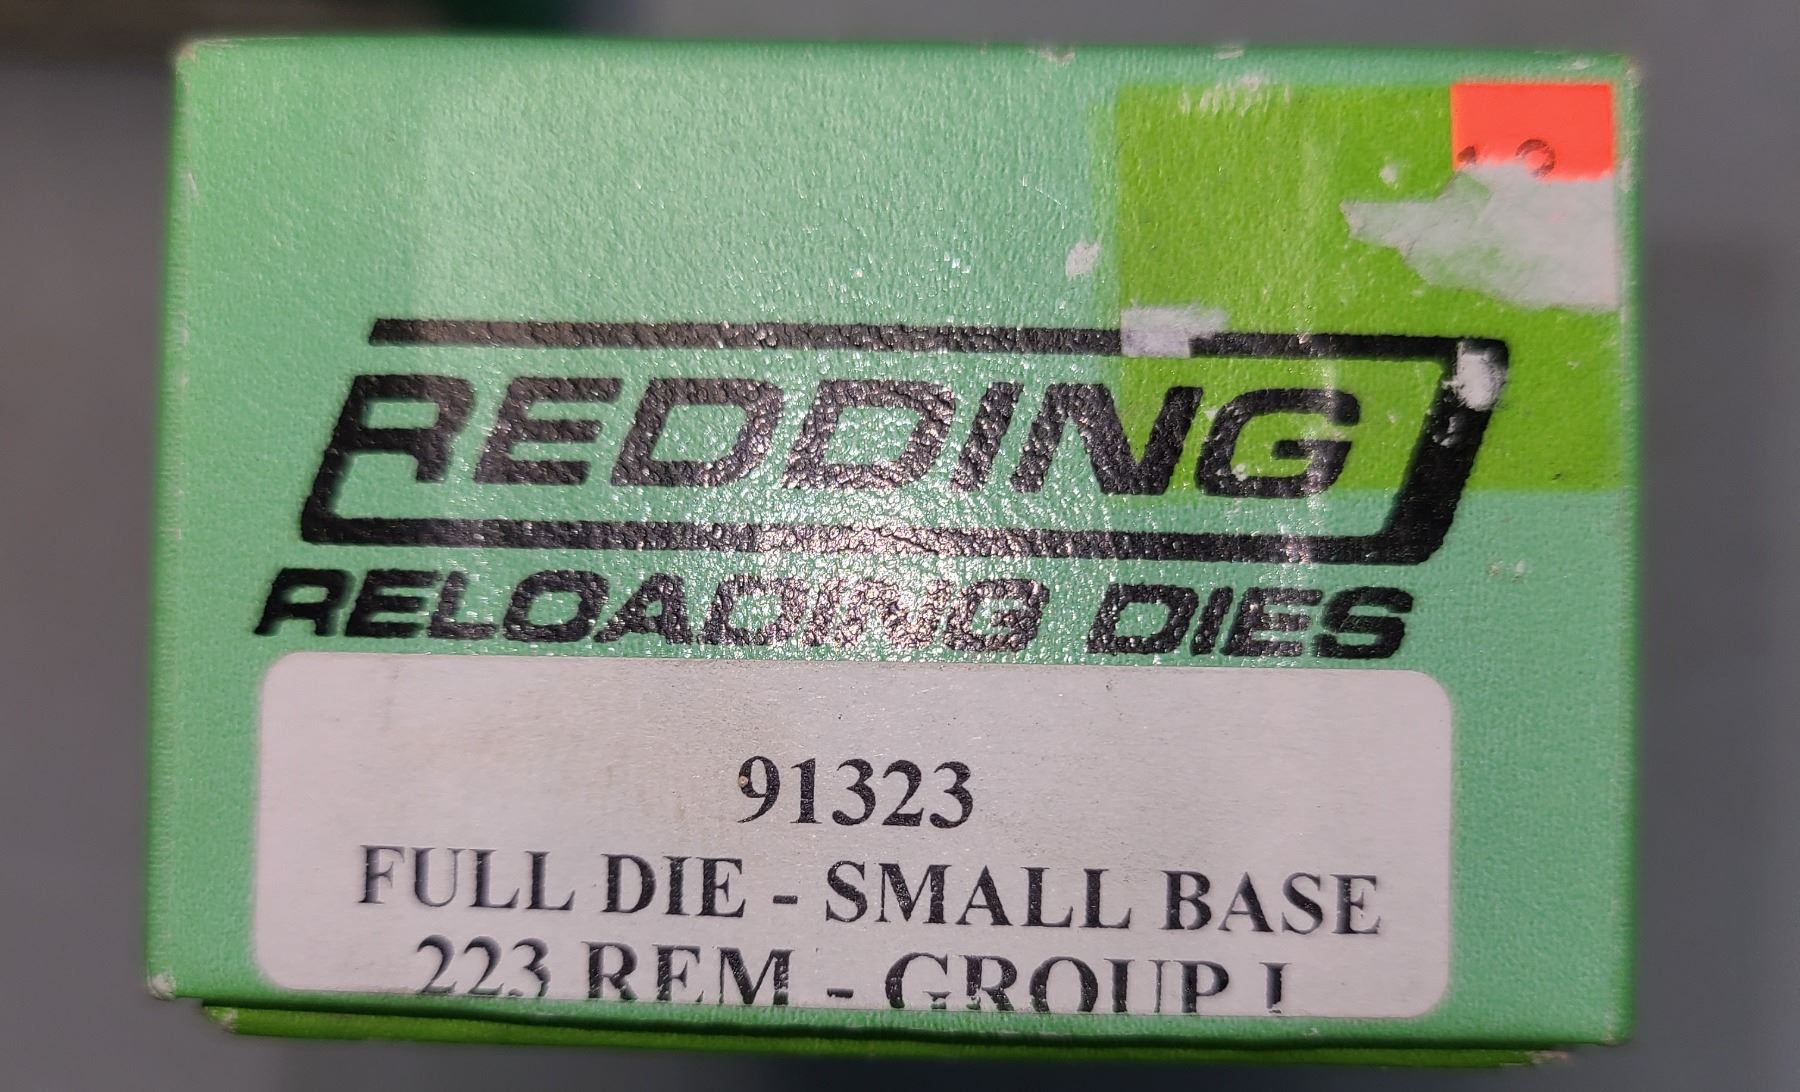 REDDING
RELOADING DIES
91323
FULL DIE - SMALL BASE
223 REM - GROUP I